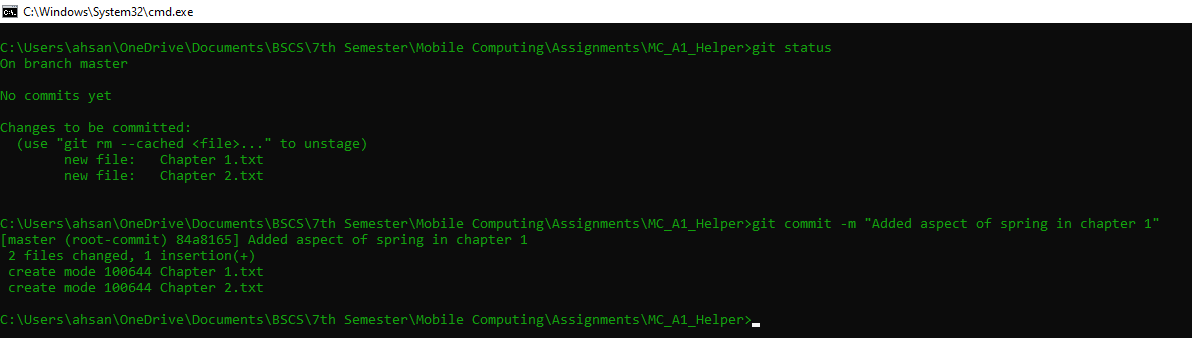 C:\Windows\System32\cmd.exe
C:\Users\ahsan\OneDrive\Documents\BSCS\7th Semester\Mobile Computing\Assignments\MC_A1_Helper>git status
On branch master
No commits yet
Changes to be committed:
  (use "git rm --cached <file>..." to unstage)
        new file:   Chapter 1.txt
        new file:   Chapter 2.txt
C:\Users\ahsan\OneDrive\Documents\BSCS\7th Semester\Mobile Computing\Assignments\MC_A1_Helper>git commit -m "Added aspect of spring in chapter 1"
[master (root-commit) 84a8165] Added aspect of spring in chapter 1
 2 files changed, 1 insertion(+)
 create mode 100644 Chapter 1.txt
 create mode 100644 Chapter 2.txt
C:\Users\ahsan\OneDrive\Documents\BSCS\7th Semester\Mobile Computing\Assignments\MC_A1_Helper>